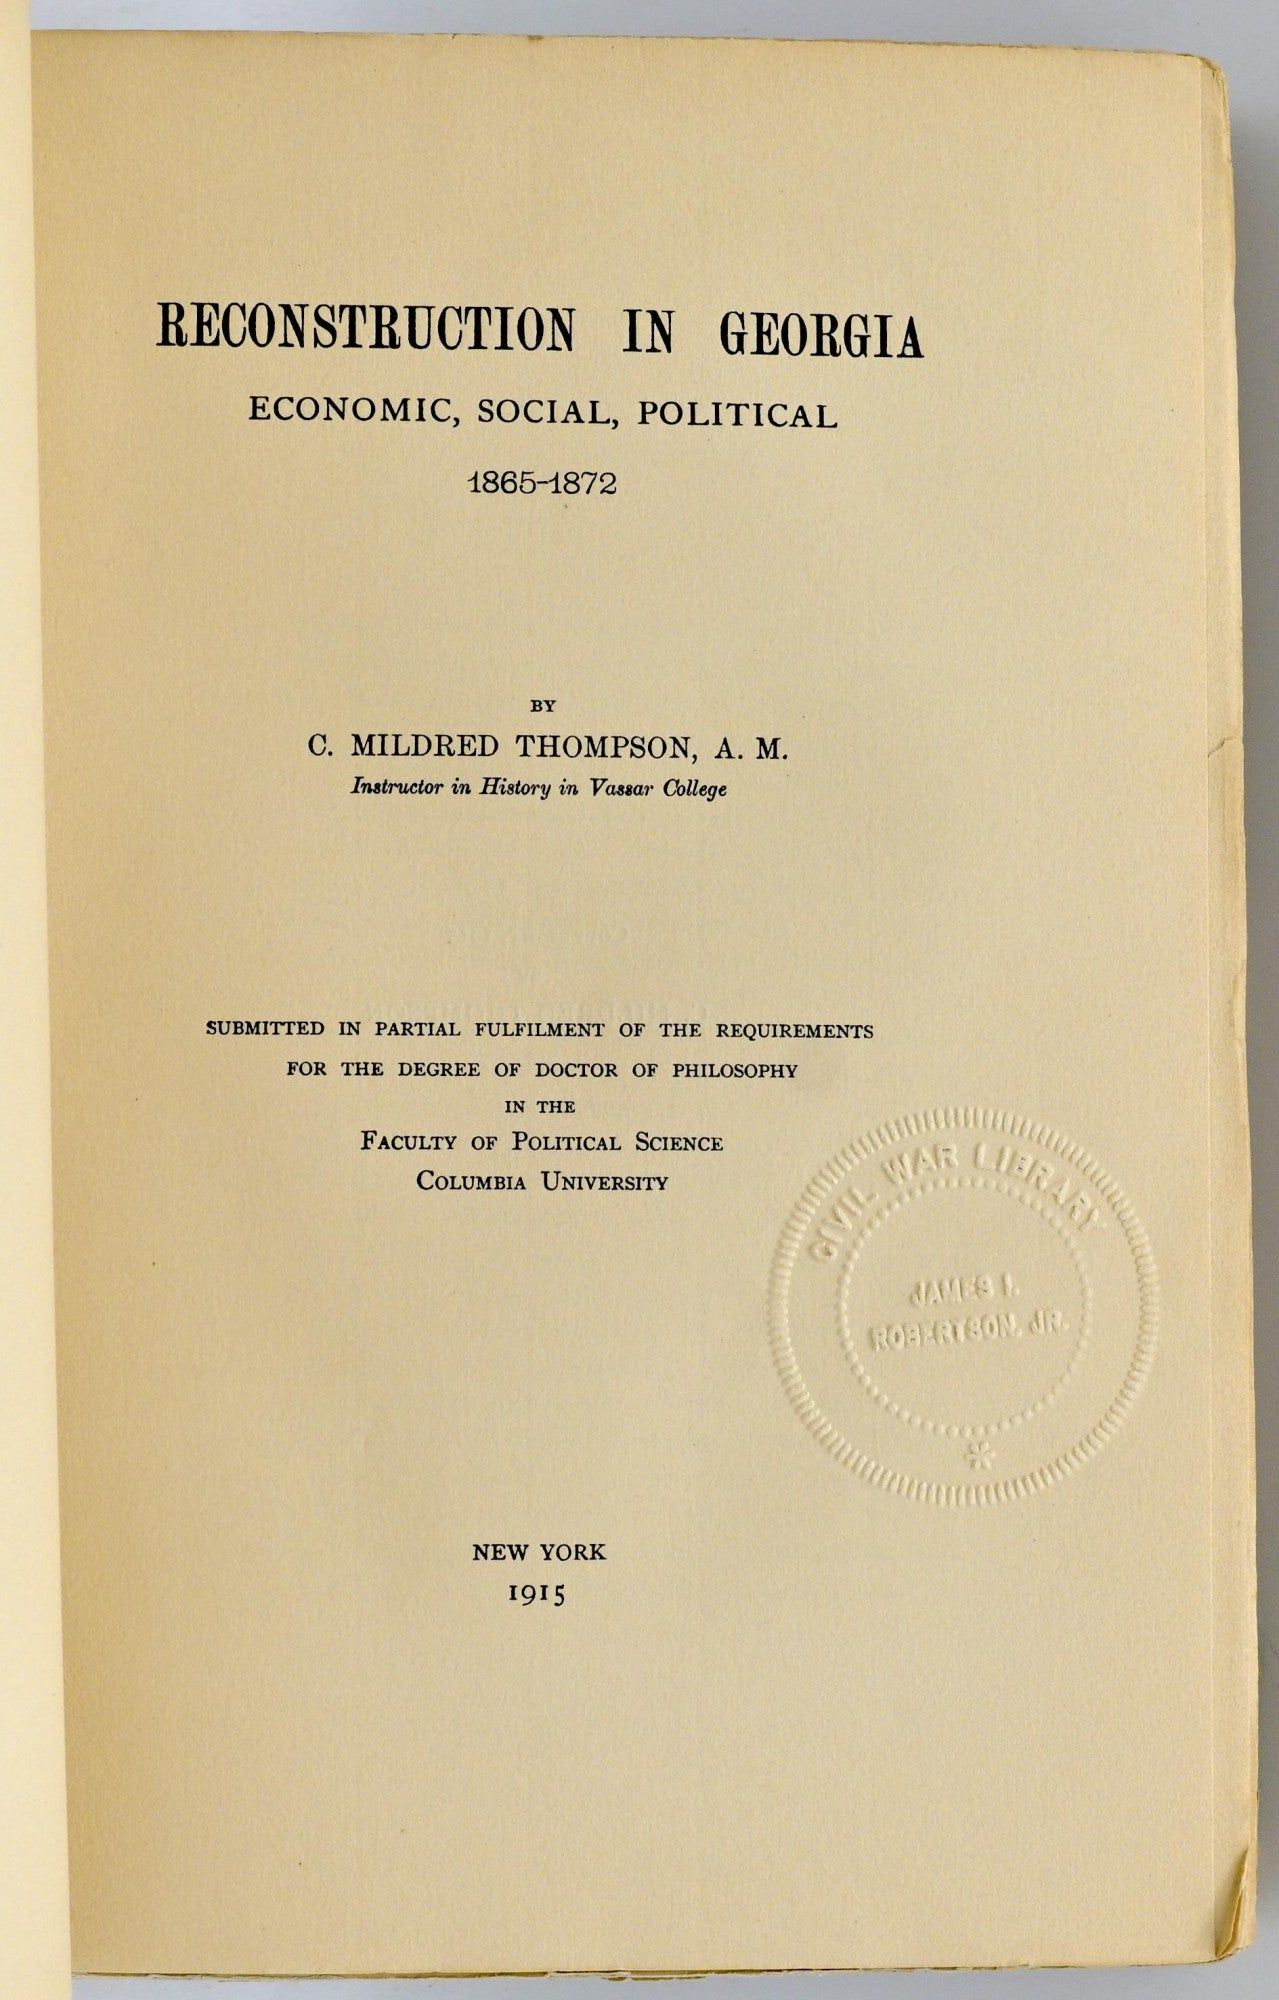 RECONSTRUCTION IN GEORGIA
ECONOMIC, SOCIAL, POLITICAL
1865-1872
BY
C. MILDRED THOMPSON, A. M.
Instructor in History in Vassar College
SUBMITTED IN PARTIAL FULFILMENT OF THE REQUIREMENTS
FOR THE DEGREE OF DOCTOR OF PHILOSOPHY
IN THE
FACULTY OF POLITICAL SCIENCE
COLUMBIA UNIVERSITY
CIVIL WAR LIBRARY
JAMES I.
ROBERTSON, JR.
NEW YORK
1915